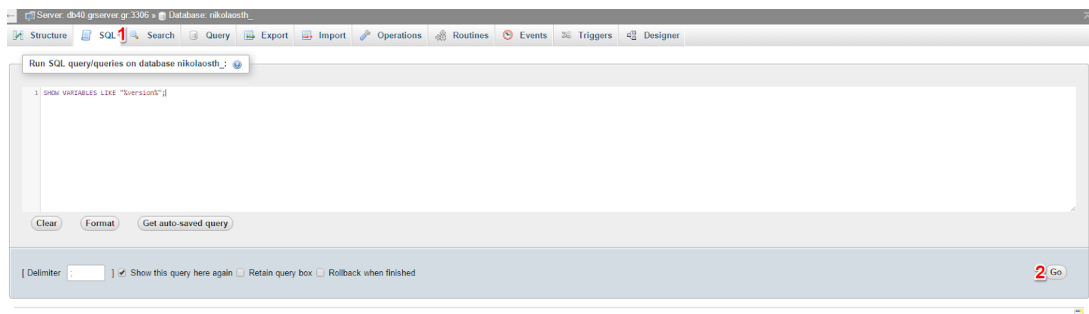 Server: db40.grserver.gr:3306 » Database: nikolaosth_
Structure SQL 1 Search Query Export Import Operations Routines Events Triggers Designer
Run SQL query/queries on database nikolaosth_:
1 SHOW VARIABLES LIKE "%version%";
Clear Format Get auto-saved query
[ Delimiter ; ] Show this query here again Retain query box Rollback when finished 2 Go